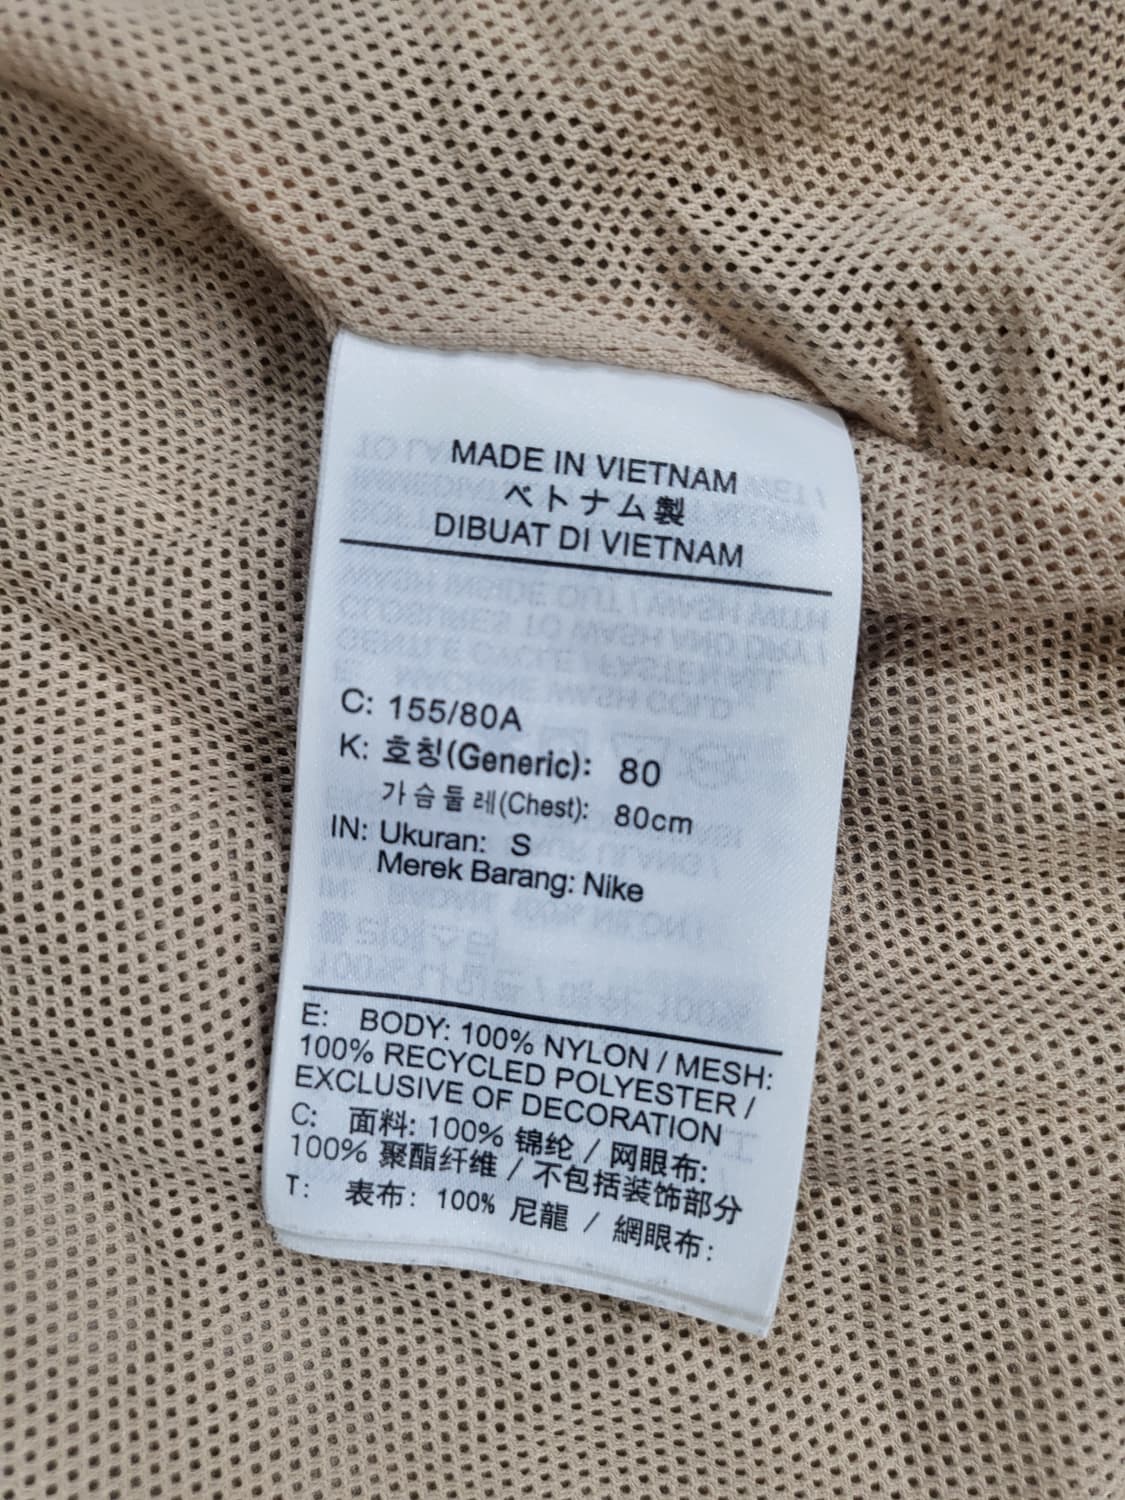 MADE IN VIETNAM
ベトナム製
DIBUAT DI VIETNAM
C: 155/80A
K: 호칭(Generic): 80
가슴둘레(Chest): 80cm
IN: Ukuran: S
Merek Barang: Nike
E: BODY: 100% NYLON / MESH:
100% RECYCLED POLYESTER /
EXCLUSIVE OF DECORATION
C: 面料: 100% 锦纶 / 网眼布:
100% 聚酯纤维 / 不包括装饰部分
T: 表布: 100% 尼龍 / 網眼布: